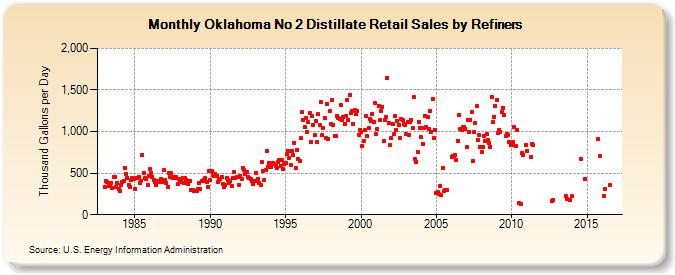 Monthly Oklahoma No 2 Distillate Retail Sales by Refiners
Thousand Gallons per Day
2,000
1,500
1,000
500
0
1985 1990 1995 2000 2005 2010 2015
Source: U.S. Energy Information Administration